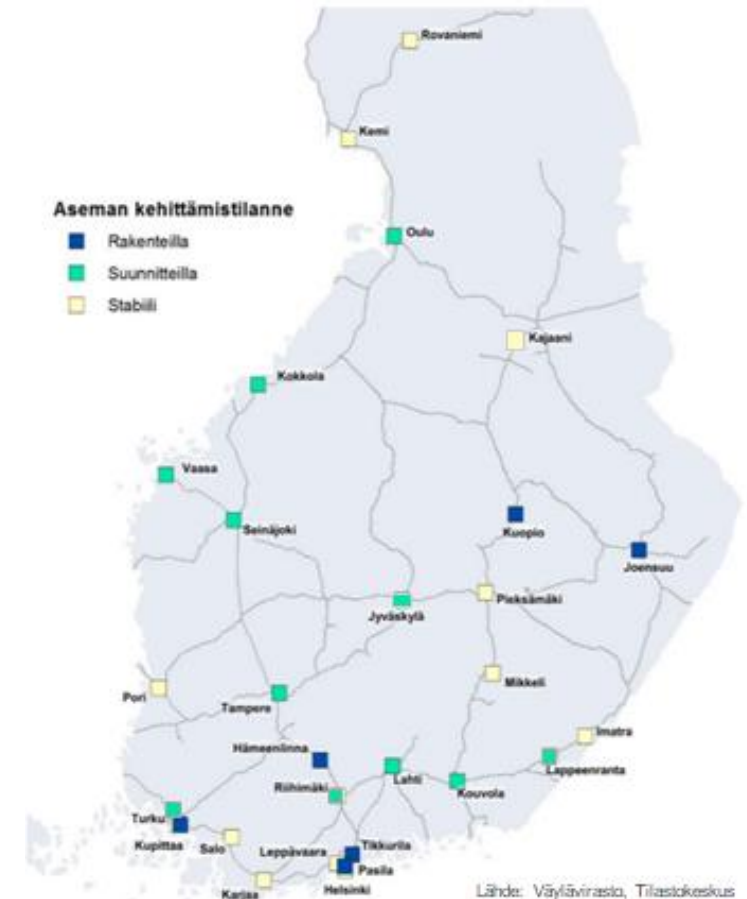 Rovaniemi
Kemi
Aseman kehittämistilanne
Rakenteilla
Suunnitteilla
Stabiili
Oulu
Kajaani
Kokkola
Vaasa
Seinäjoki
Kuopio
Joensuu
Jyväskylä
Pieksämäki
Pori
Tampere
Mikkeli
Imatra
Hämeenlinna
Lappeenranta
Riihimäki
Lahti
Kouvola
Turku
Kupittaa
Salo
Leppävaara
Tikkurila
Pasila
Karjaa
Helsinki
Lähde: Väylävirasto, Tilastokeskus